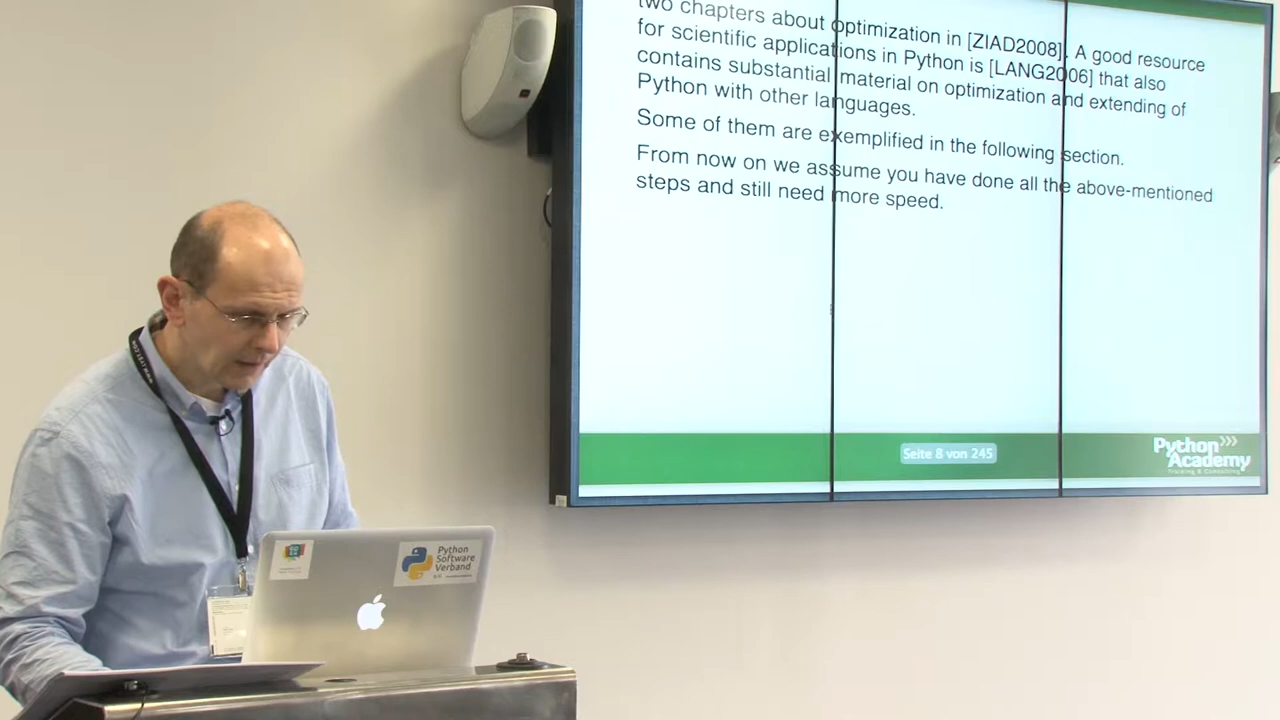 two chapters about optimization in [ZIAD2008]. A good resource
for scientific applications in Python is [LANG2006] that also
contains substantial material on optimization and extending of
Python with other languages.
Some of them are exemplified in the following section.
From now on we assume you have done all the above-mentioned
steps and still need more speed.
Seite 8 von 245
Python
Academy
Training & Consulting
Python
Software
Verband